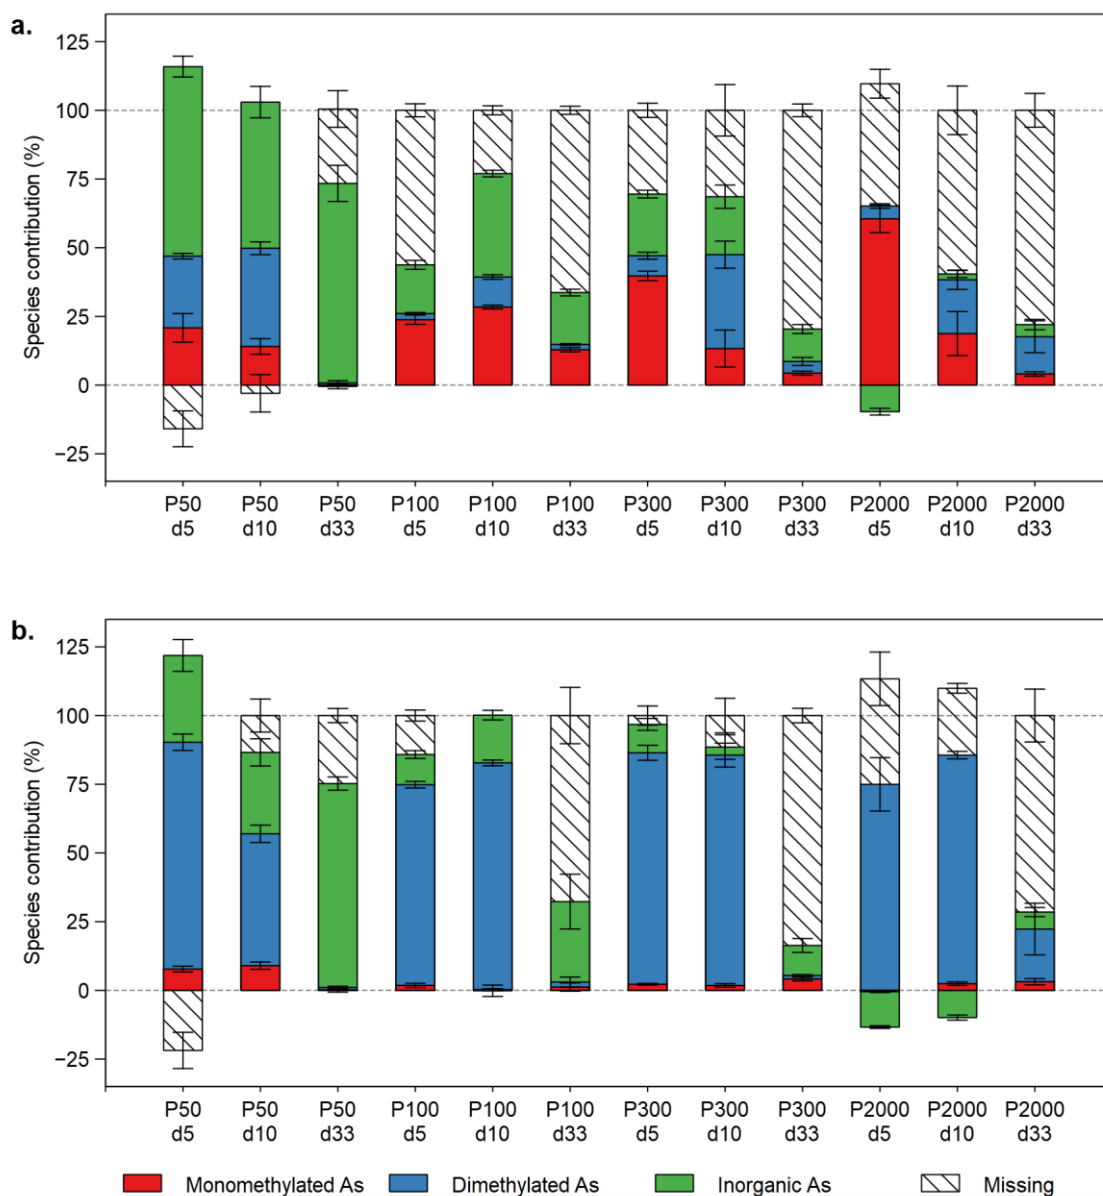 a.
Species contribution (%)
125
100
75
50
25
0
−25
P50 P50 P50 P100 P100 P100 P300 P300 P300 P2000 P2000 P2000
d5 d10 d33 d5 d10 d33 d5 d10 d33 d5 d10 d33
b.
Species contribution (%)
125
100
75
50
25
0
−25
P50 P50 P50 P100 P100 P100 P300 P300 P300 P2000 P2000 P2000
d5 d10 d33 d5 d10 d33 d5 d10 d33 d5 d10 d33
Monomethylated As Dimethylated As Inorganic As Missing